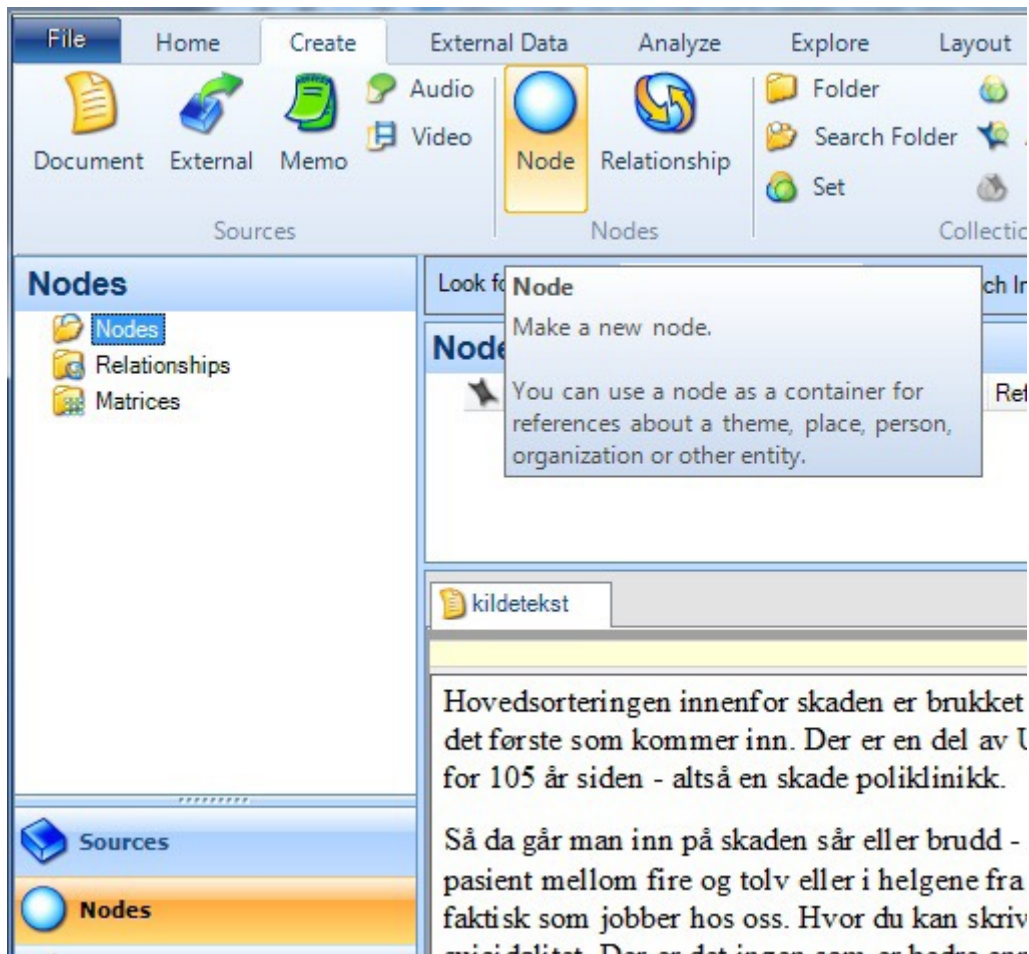 File Home Create External Data Analyze Explore Layout
Audio Folder
Video Search Folder
Document External Memo Node Relationship
Set
Sources Nodes
Nodes
Look ch
Node
Nodes
Make a new node.
Relationships
Matrices
You can use a node as a container for
references about a theme, place, person,
organization or other entity.
kildetekst
Hovedsorteringen innenfor skaden er brukket
det første som kommer inn. Der er en del av
for 105 år siden - altså en skade poliklinikk.
Så da går man inn på skaden sår eller brudd -
pasient mellom fire og tolv eller i helgene fra
faktisk som jobber hos oss. Hvor du kan skriv
Sources
Nodes